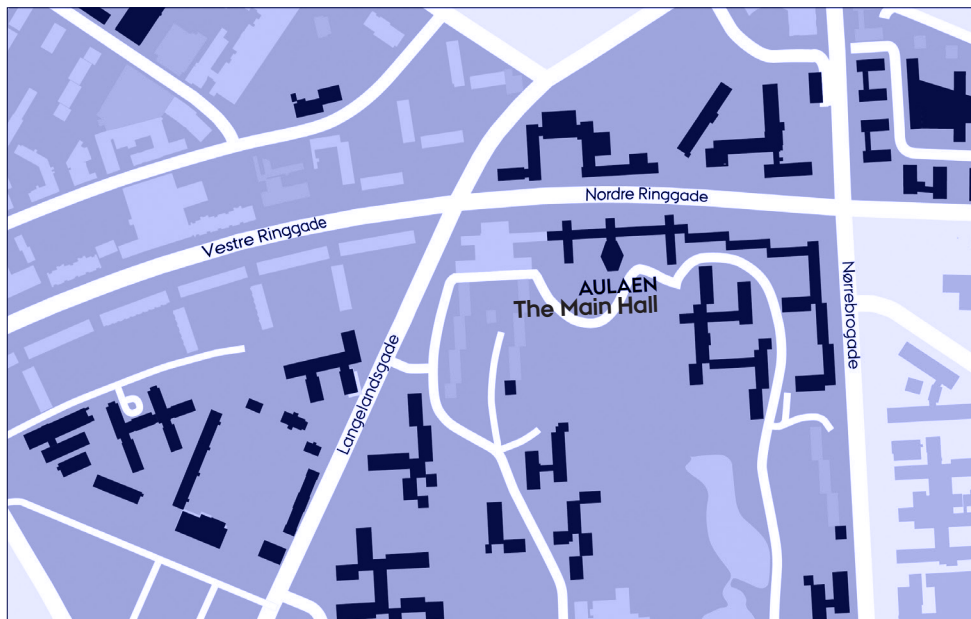 Nordre Ringgade
Vestre Ringgade
AULAEN
The Main Hall
Nørrebrogade
Langelandsgade